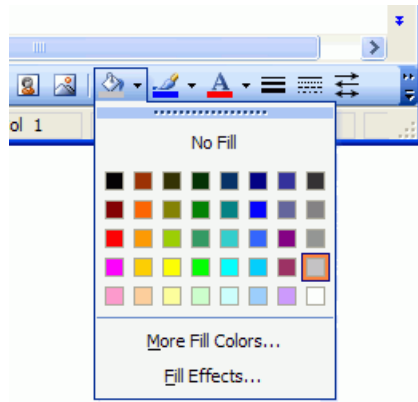 A
ol 1
No Fill
More Fill Colors...
Fill Effects...